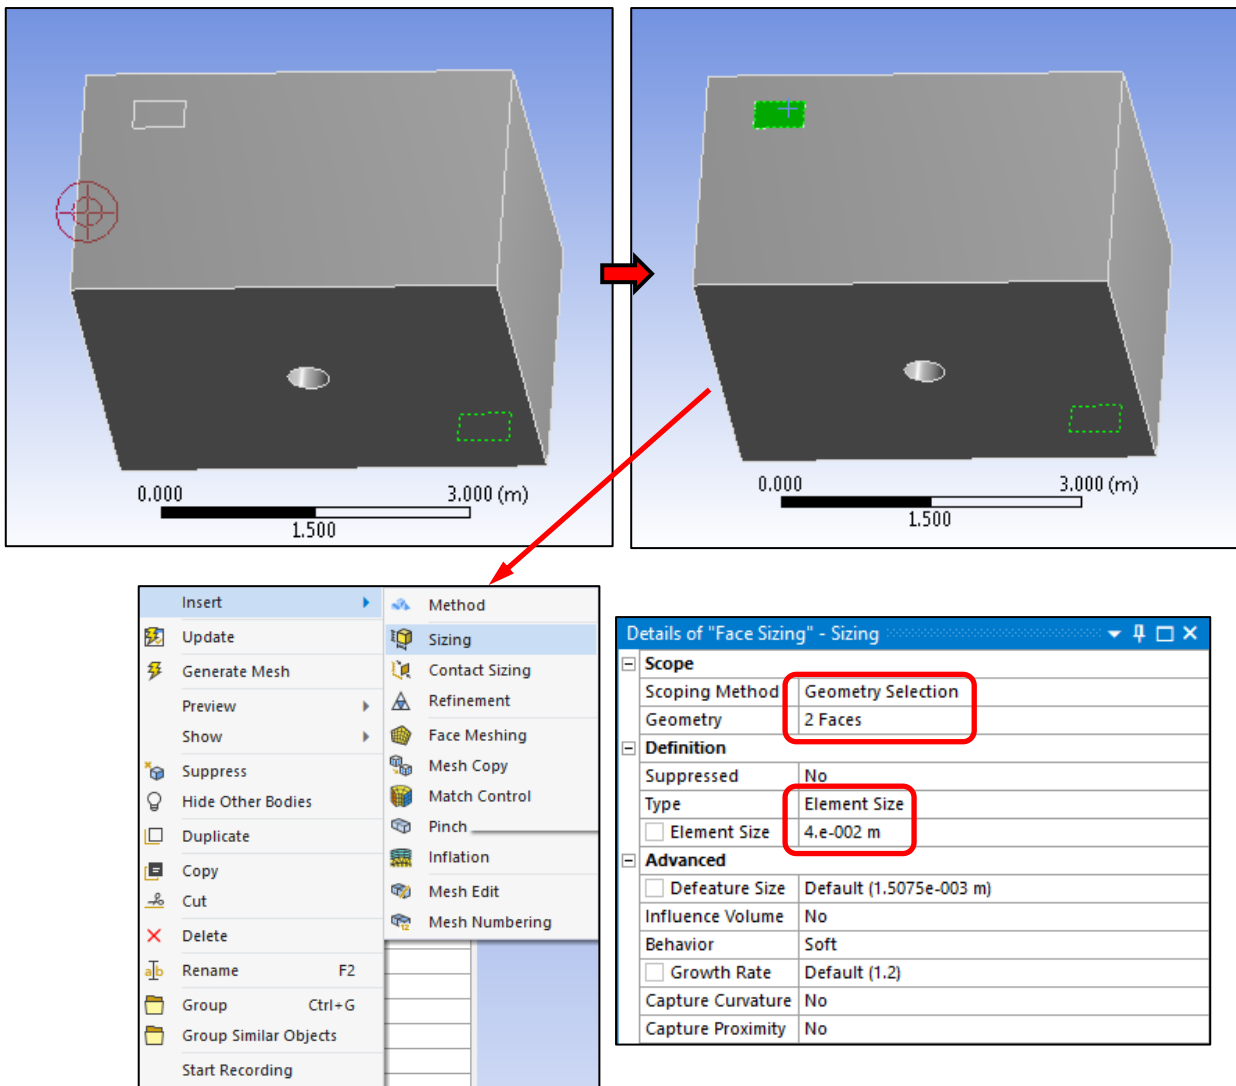 0.000
3.000 (m)
1.500
0.000
3.000 (m)
1.500
Insert
Update
Generate Mesh
Preview
Show
Suppress
Hide Other Bodies
Duplicate
Copy
Cut
Delete
Rename F2
Group Ctrl+G
Group Similar Objects
Start Recording
Method
Sizing
Contact Sizing
Refinement
Face Meshing
Mesh Copy
Match Control
Pinch
Inflation
Mesh Edit
Mesh Numbering
Details of "Face Sizing" - Sizing
Scope
Scoping Method Geometry Selection
Geometry 2 Faces
Definition
Suppressed No
Type Element Size
Element Size 4.e-002 m
Advanced
Defeature Size Default (1.5075e-003 m)
Influence Volume No
Behavior Soft
Growth Rate Default (1.2)
Capture Curvature No
Capture Proximity No